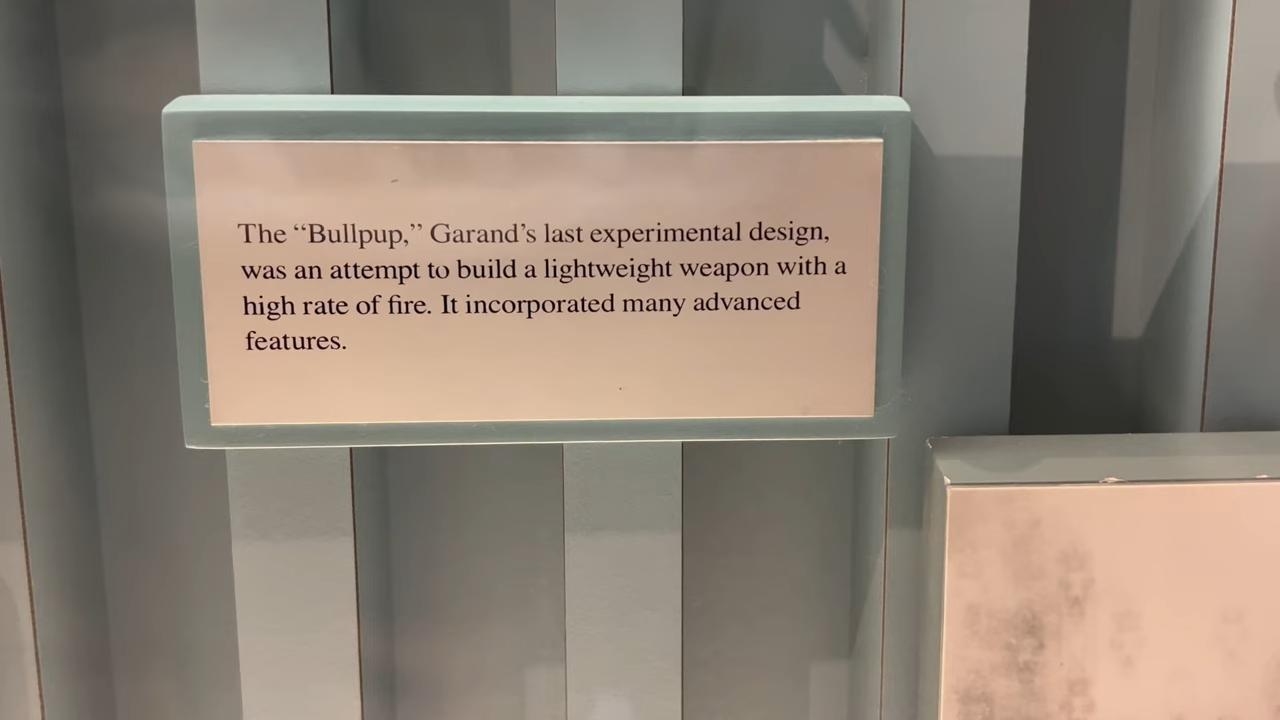 The “Bullpup,” Garand’s last experimental design,
was an attempt to build a lightweight weapon with a
high rate of fire. It incorporated many advanced
features.